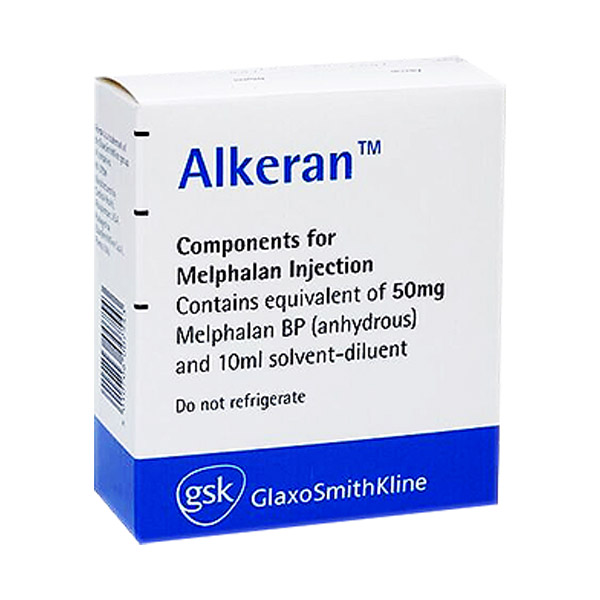 Alkeran™
Components for
Melphalan Injection
Contains equivalent of 50mg
Melphalan BP (anhydrous)
and 10ml solvent-diluent
Do not refrigerate
gsk GlaxoSmithKline